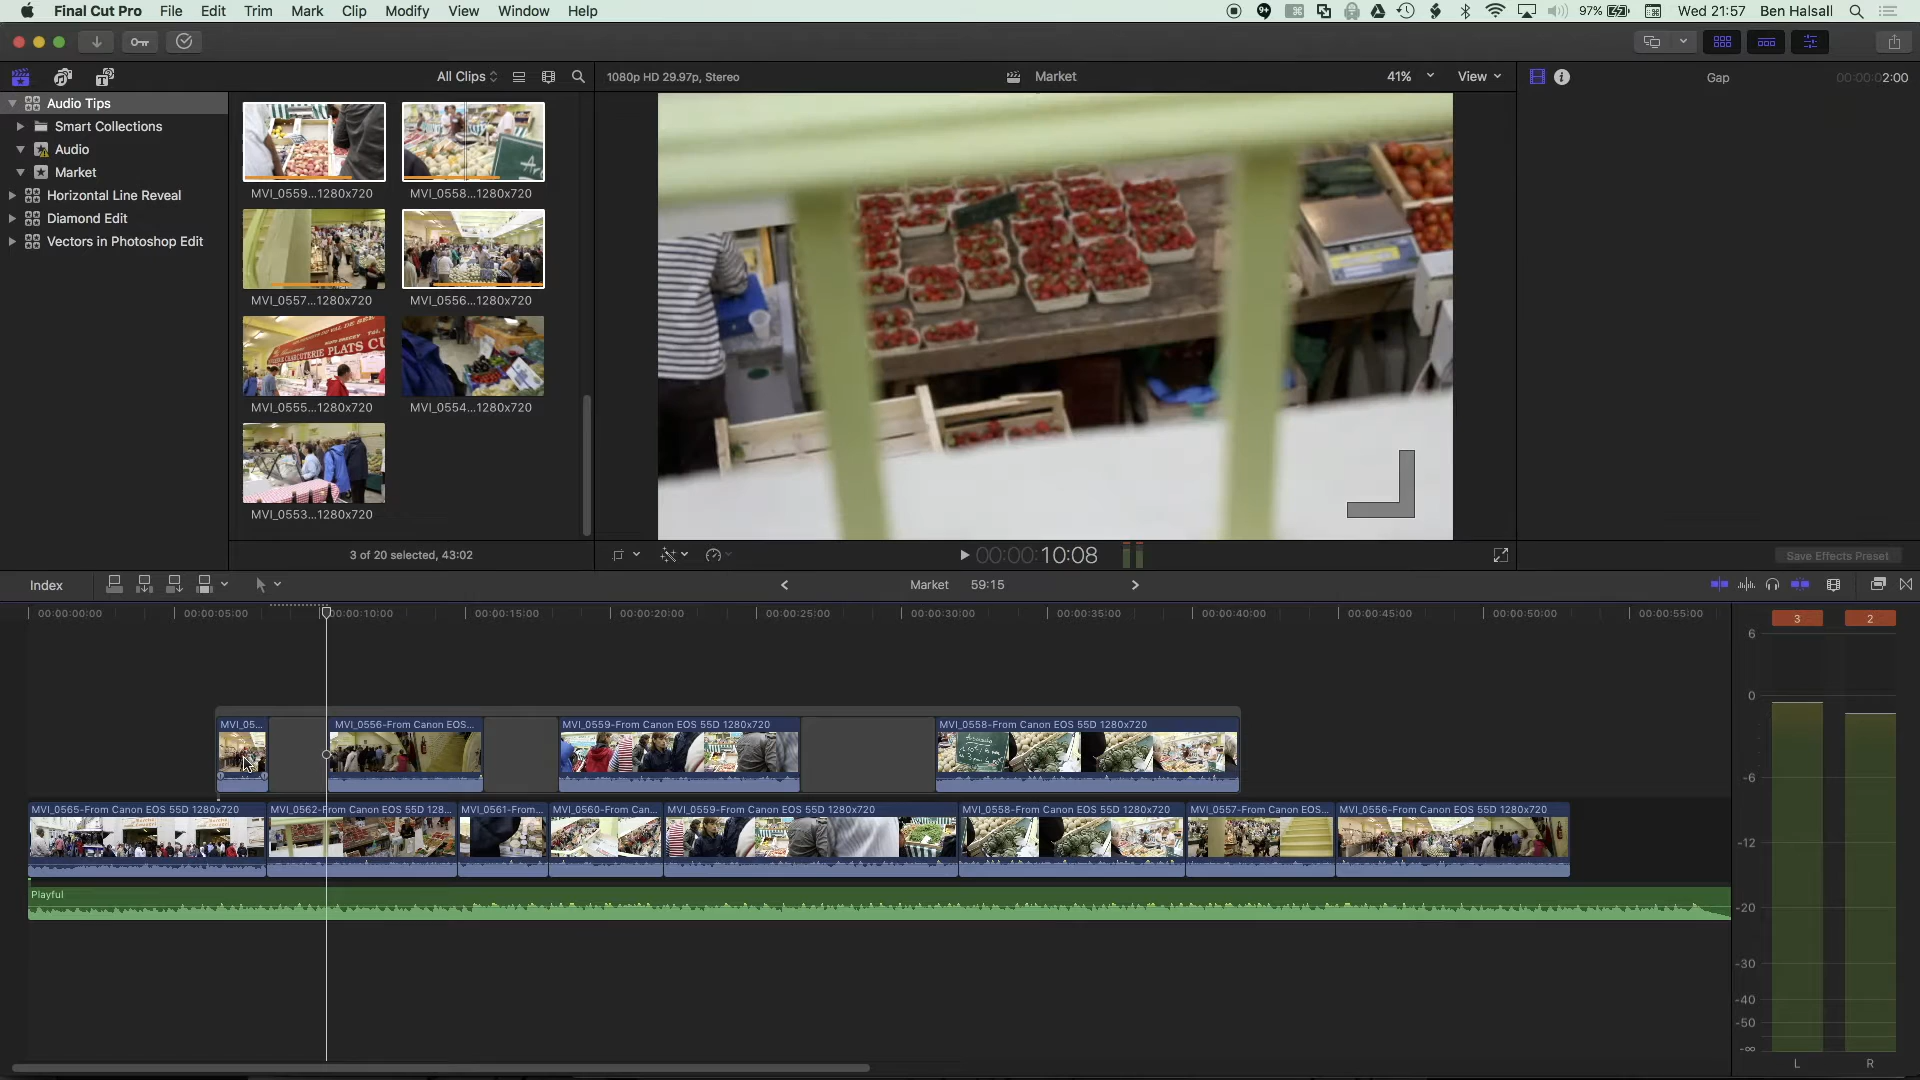 Final Cut Pro File Edit Trim Mark Clip Modify View Window Help
97% Wed 21:57 Ben Halsall
All Clips
1080p HD 29.97p, Stereo
Market
41%
View
Gap
00:00:02:00
Audio Tips
Smart Collections
Audio
Market
Horizontal Line Reveal
Diamond Edit
Vectors in Photoshop Edit
MVI_0559...1280x720
MVI_0558...1280x720
MVI_0557...1280x720
MVI_0556...1280x720
MVI_0555...1280x720
MVI_0554...1280x720
MVI_0553...1280x720
CHARCUTERIE PLATS CU
3 of 20 selected, 43:02
00:00:10:08
Save Effects Preset
Index
Market 59:15
00:00:00:00 00:00:05:00 00:00:10:00 00:00:15:00 00:00:20:00 00:00:25:00 00:00:30:00 00:00:35:00 00:00:40:00 00:00:45:00 00:00:50:00 00:00:55:00
3 2
6
0
-6
-12
-20
-30
-40
-50
-∞
L R
MVI_05...
MVI_0556-From Canon EOS...
MVI_0559-From Canon EOS 55D 1280x720
MVI_0558-From Canon EOS 55D 1280x720
MVI_0565-From Canon EOS 55D 1280x720
MVI_0562-From Canon EOS 55D 128...
MVI_0561-From...
MVI_0560-From Can...
MVI_0559-From Canon EOS 55D 1280x720
MVI_0558-From Canon EOS 55D 1280x720
MVI_0557-From Canon EOS...
MVI_0556-From Canon EOS 55D 1280x720
Playful